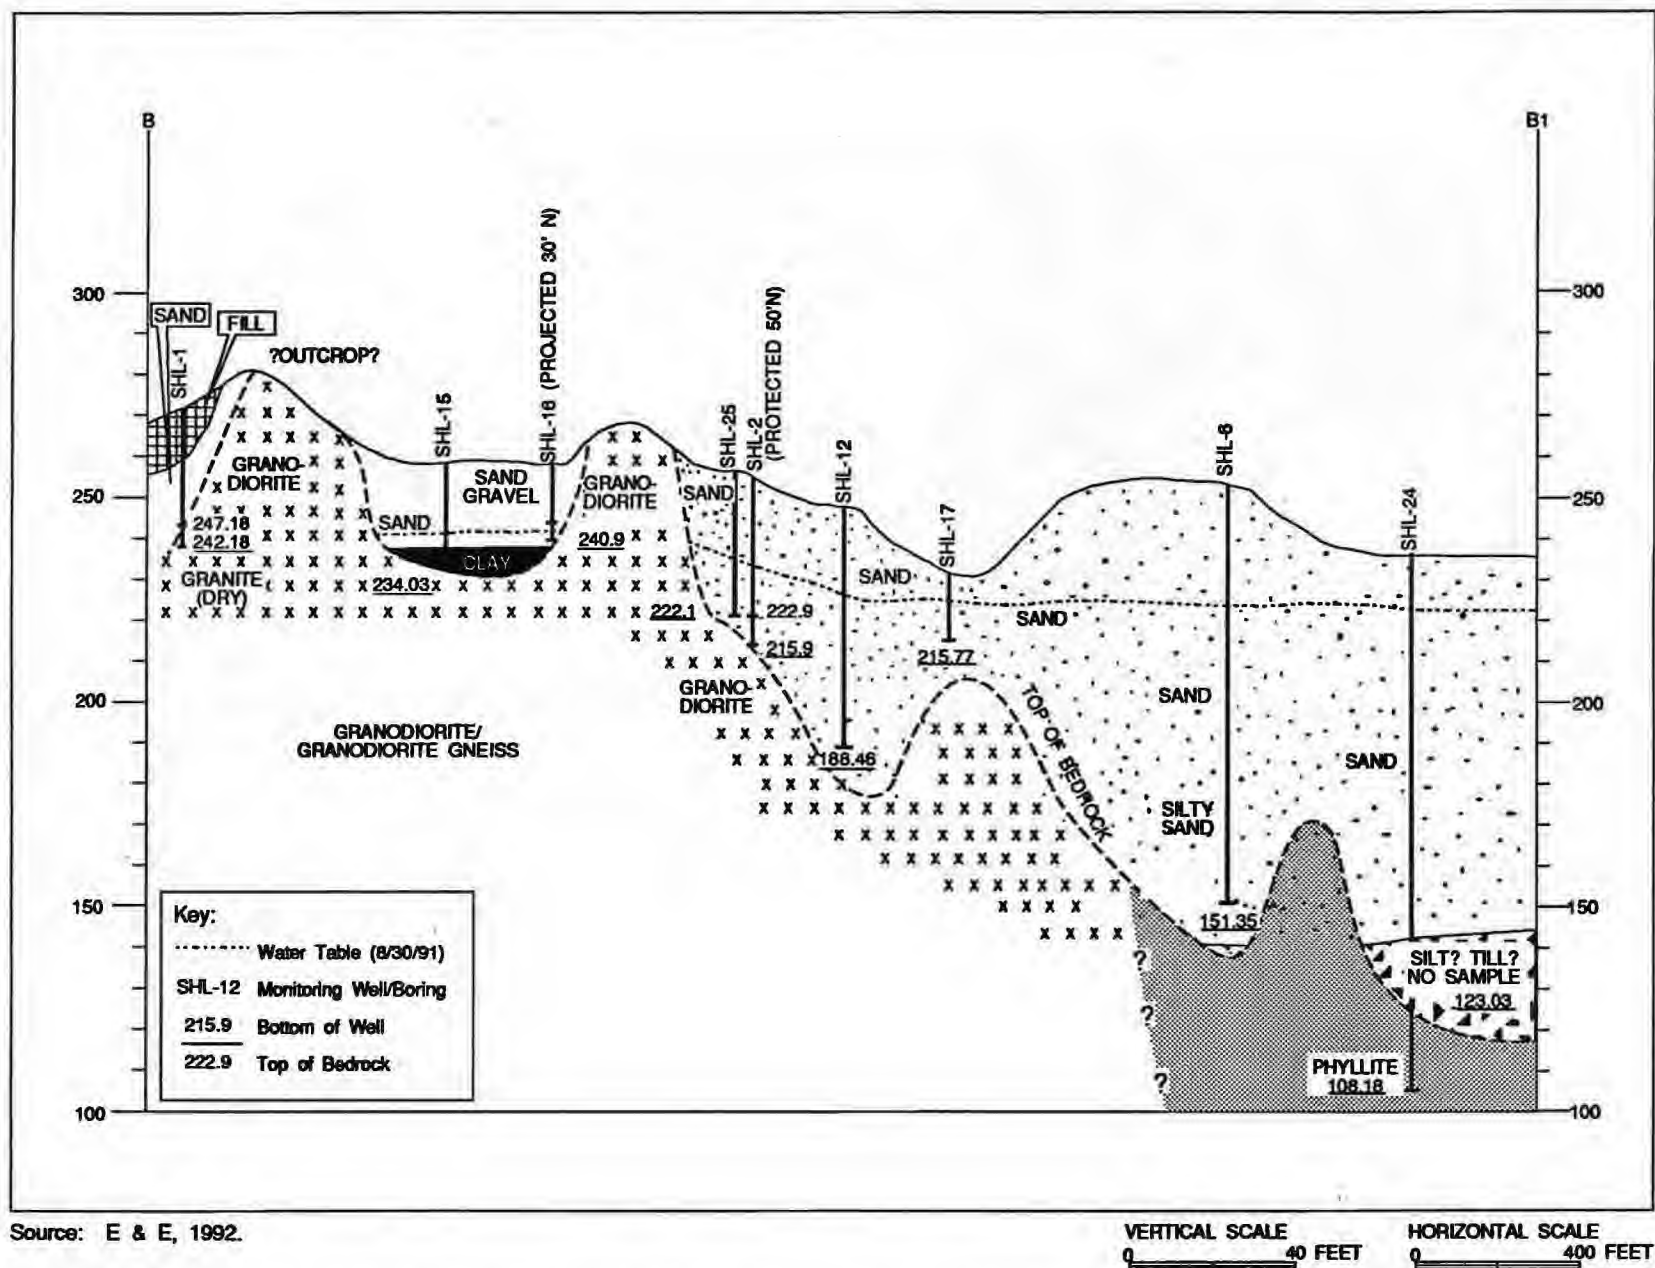 B
B1
300
300
250
250
200
200
150
150
100
100
SAND
FILL
SHL-1
?OUTCROP?
SHL-15
SHL-16 (PROJECTED 30' N)
SHL-25
SHL-2
(PROTECTED 50'N)
SHL-12
SHL-17
SHL-6
SHL-24
GRANO-
DIORITE
247.18
242.18
GRANITE
(DRY)
SAND
SAND
GRAVEL
CLAY
234.03
GRANO-
DIORITE
240.9
222.1
SAND
222.9
215.9
GRANO-
DIORITE
SAND
215.77
188.46
SAND
TOP OF BEDROCK
SAND
SILTY
SAND
151.35
SAND
SILT? TILL?
NO SAMPLE
123.03
PHYLLITE
108.18
?
?
?
GRANODIORITE/
GRANODIORITE GNEISS
Key:
Water Table (8/30/91)
SHL-12 Monitoring Well/Boring
215.9 Bottom of Well
222.9 Top of Bedrock
Source: E & E, 1992.
VERTICAL SCALE
0 40 FEET
HORIZONTAL SCALE
0 400 FEET